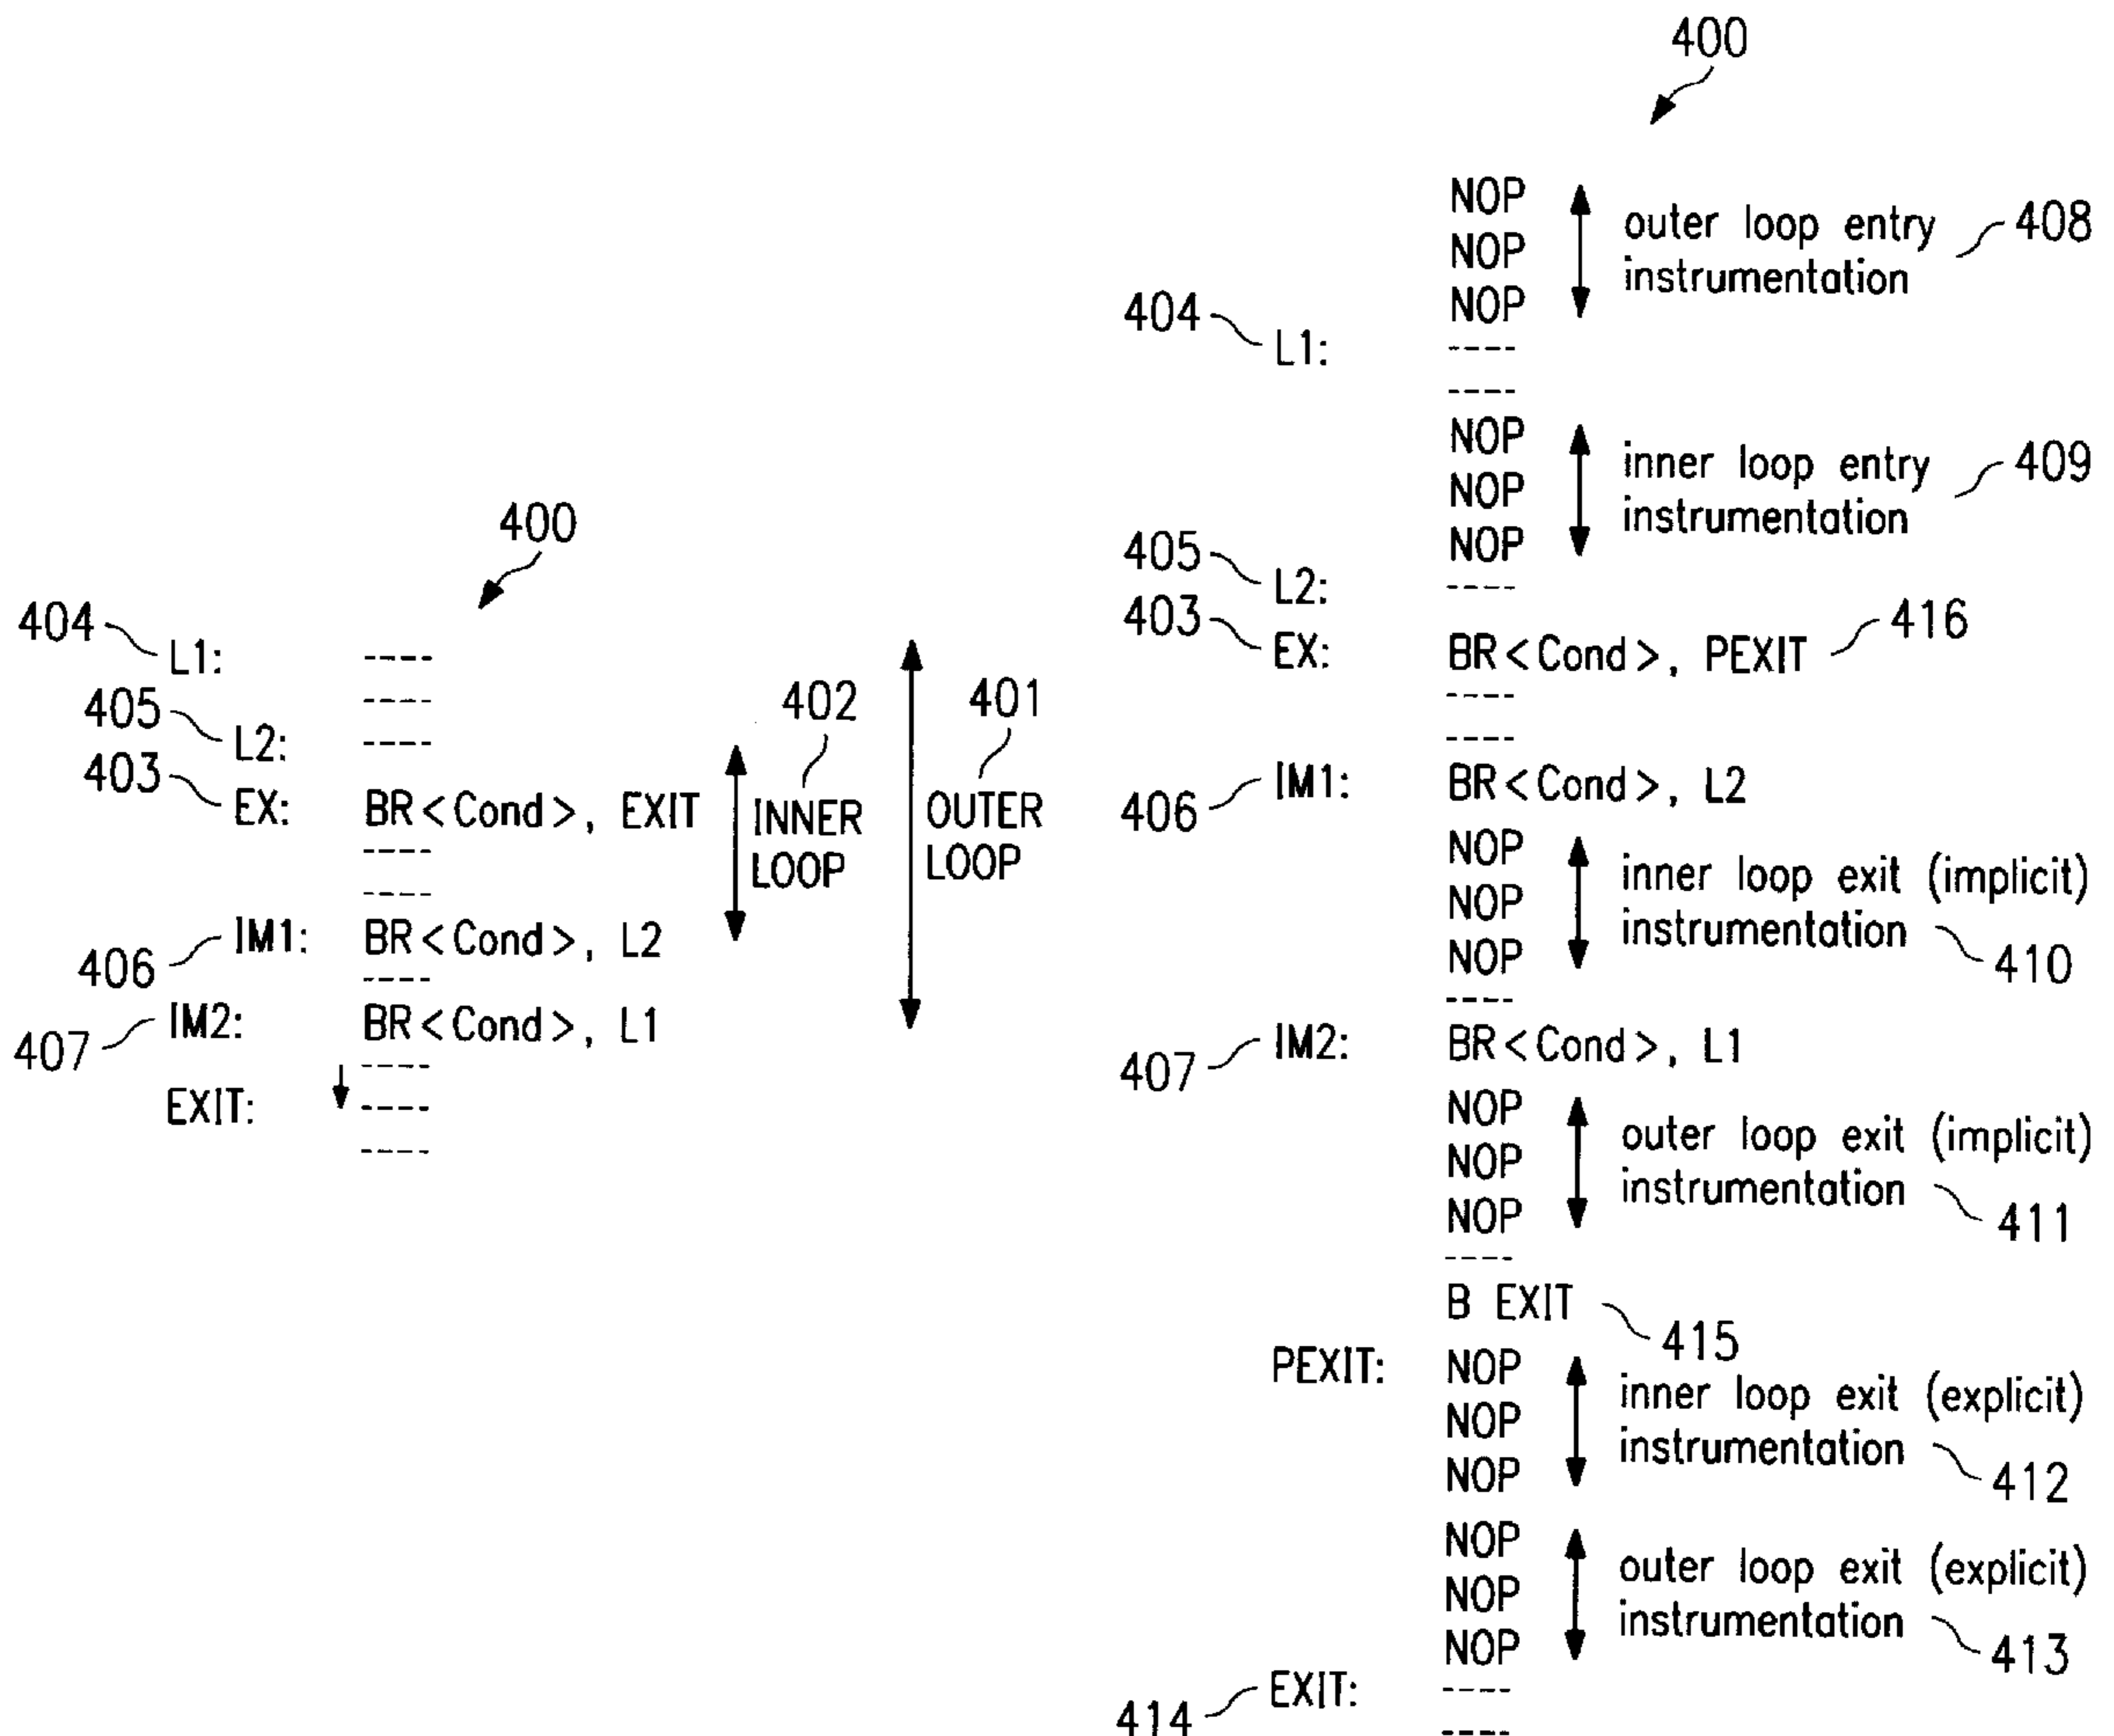 400
404
L1: ----
----
405
L2: ----
403
EX: BR<Cond>, EXIT
----
----
IM1: BR<Cond>, L2
406
----
IM2: BR<Cond>, L1
407
----
EXIT: ----
----
402
INNER
LOOP
401
OUTER
LOOP
400
NOP
NOP
NOP
outer loop entry
instrumentation
408
404
L1: ----
----
NOP
NOP
NOP
inner loop entry
instrumentation
409
405
L2: ----
403
EX: BR<Cond>, PEXIT
416
----
----
IM1: BR<Cond>, L2
406
NOP
NOP
NOP
inner loop exit (implicit)
instrumentation
410
----
IM2: BR<Cond>, L1
407
NOP
NOP
NOP
outer loop exit (implicit)
instrumentation
411
----
B EXIT
415
PEXIT: NOP
NOP
NOP
inner loop exit (explicit)
instrumentation
412
NOP
NOP
NOP
outer loop exit (explicit)
instrumentation
413
EXIT: ----
414
----